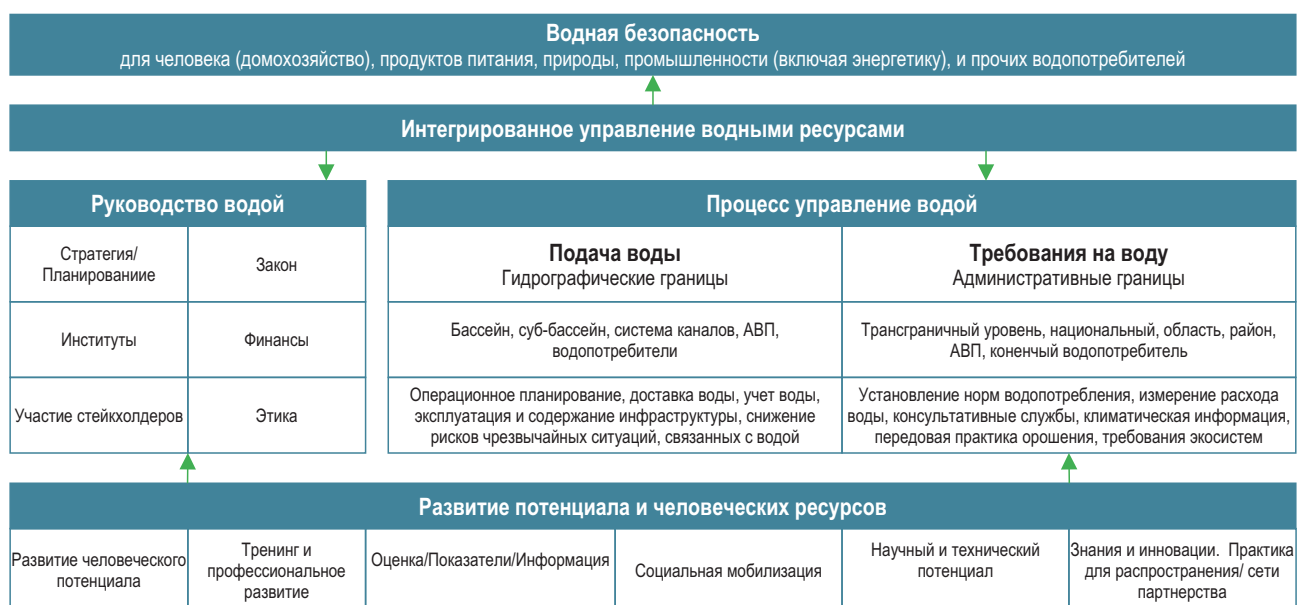 Водная безопасность
для человека (домохозяйство), продуктов питания, природы, промышленности (включая энергетику), и прочих водопотребителей
Интегрированное управление водными ресурсами
Руководство водой
Стратегия/
Планированиие
Закон
Институты
Финансы
Участие стейкхолдеров
Этика
Процесс управление водой
Подача воды
Гидрографические границы
Требования на воду
Административные границы
Бассейн, суб-бассейн, система каналов, АВП,
водопотребители
Трансграничный уровень, национальный, область, район,
АВП, коненчый водопотребитель
Операционное планирование, доставка воды, учет воды,
эксплуатация и содержание инфраструктуры, снижение
рисков чрезвычайных ситуаций, связанных с водой
Установление норм водопотребления, измерение расхода
воды, консультативные службы, климатическая информация,
передовая практика орошения, требования экосистем
Развитие потенциала и человеческих ресурсов
Развитие человеческого
потенциала
Тренинг и
профессиональное
развитие
Оценка/Показатели/Информация
Социальная мобилизация
Научный и технический
потенциал
Знания и инновации. Практика
для распространения/ сети
партнерства